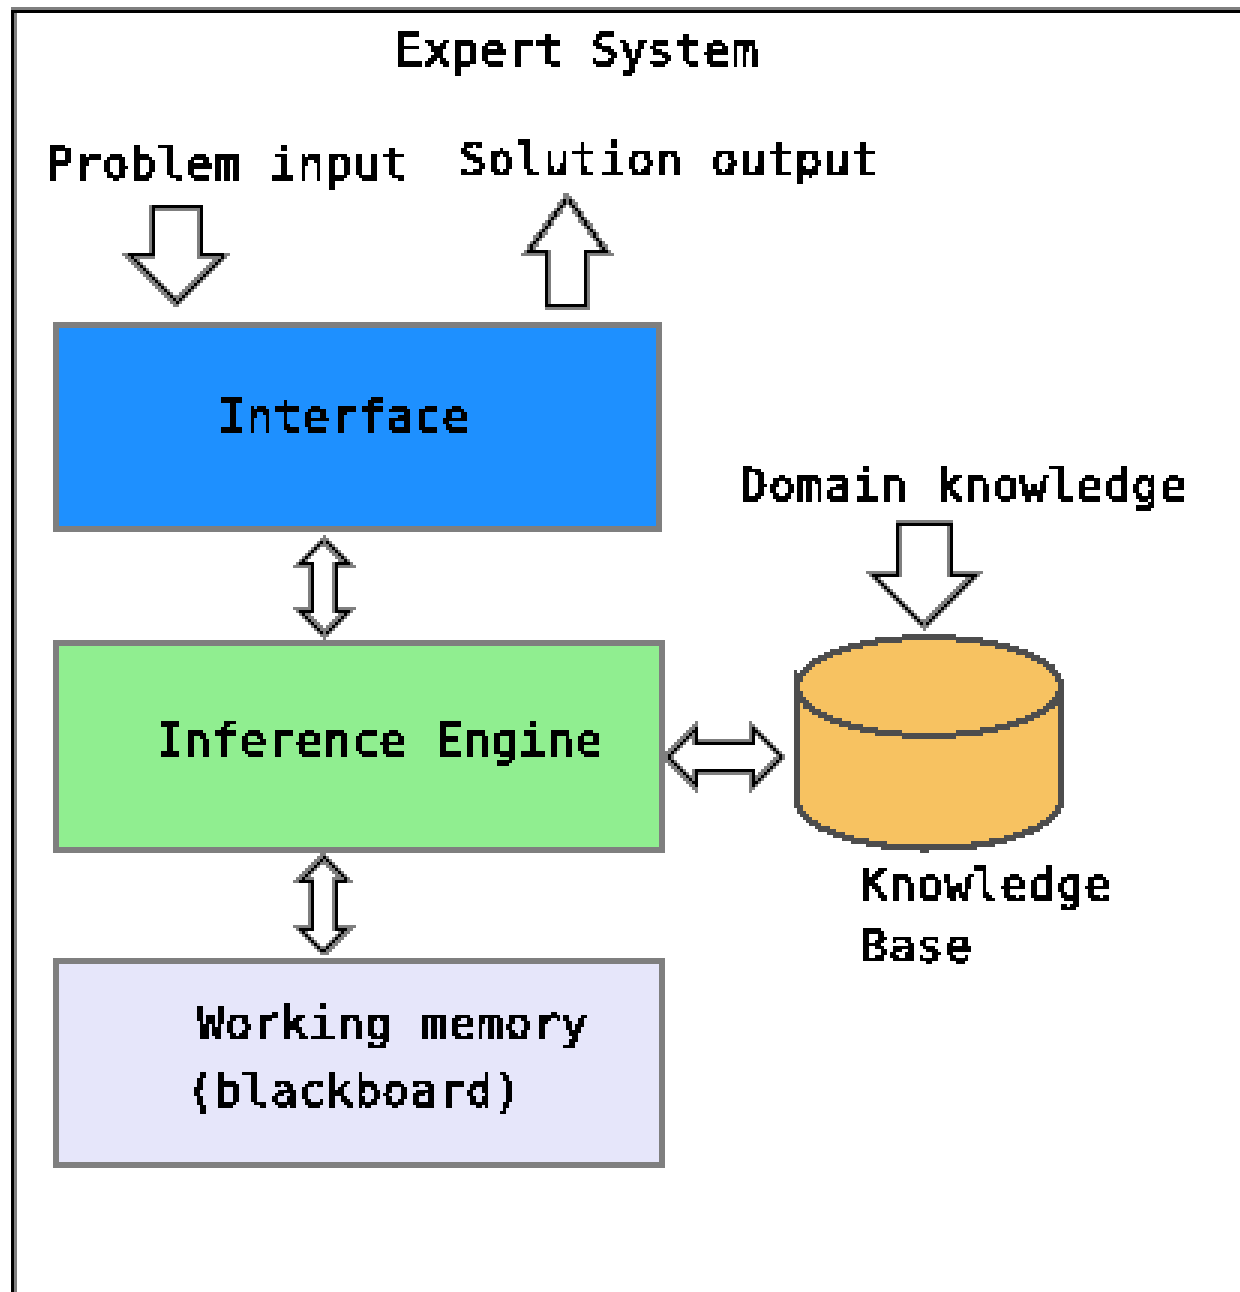 Expert System
Problem input
Solution output
Interface
Domain knowledge
Inference Engine
Knowledge
Base
Working memory
(blackboard)